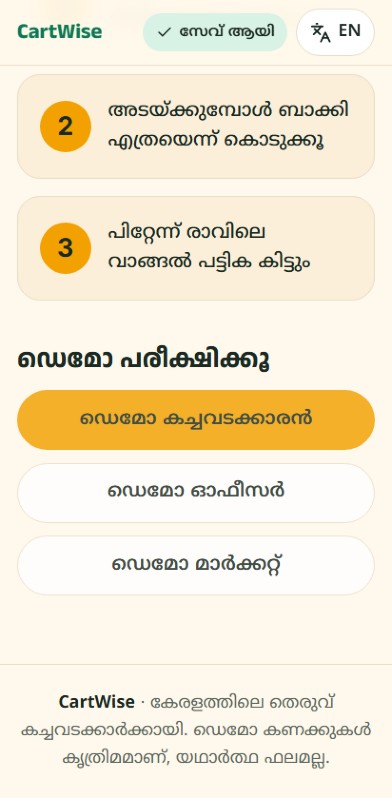 CartWise
സേവ് ആയി
EN
2
അടയ്ക്കുമ്പോൾ ബാക്കി
എത്രയെന്ന് കൊടുക്കൂ
3
പിറ്റേന്ന് രാവിലെ
വാങ്ങൽ പട്ടിക കിട്ടും
ഡെമോ പരീക്ഷിക്കൂ
ഡെമോ കച്ചവടക്കാരൻ
ഡെമോ ഓഫീസർ
ഡെമോ മാർക്കറ്റ്
CartWise · കേരളത്തിലെ തെരുവ്
കച്ചവടക്കാർക്കായി. ഡെമോ കണക്കുകൾ
കൃത്രിമമാണ്, യഥാർത്ഥ ഫലമല്ല.